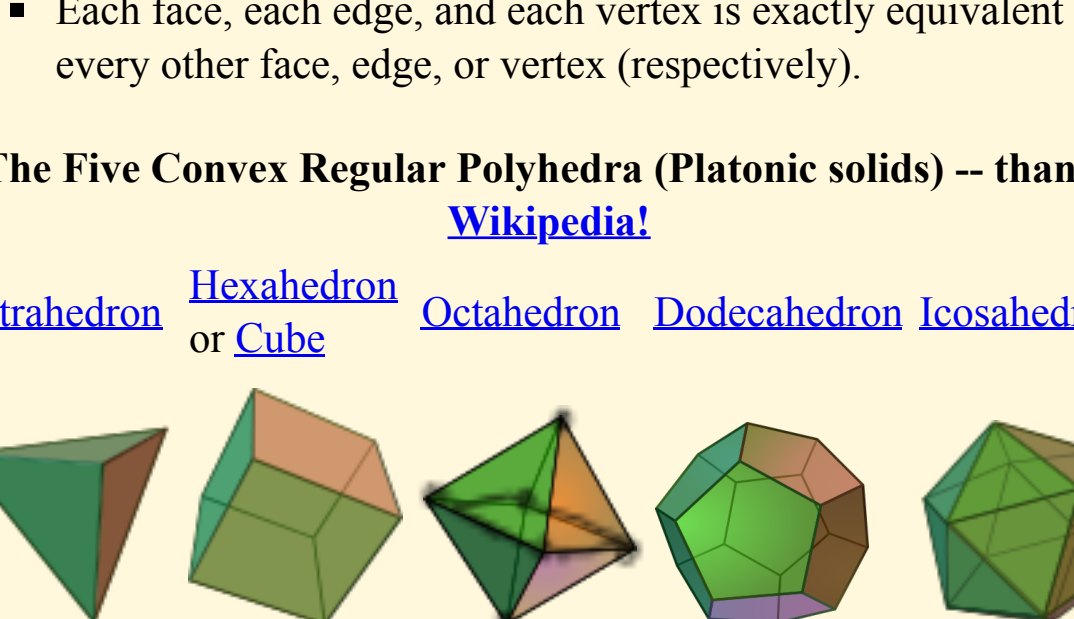 ▪ Each face, each edge, and each vertex is exactly equivalent
every other face, edge, or vertex (respectively).
The Five Convex Regular Polyhedra (Platonic solids) -- than
Wikipedia!
trahedron Hexahedron or Cube Octahedron Dodecahedron Icosahed